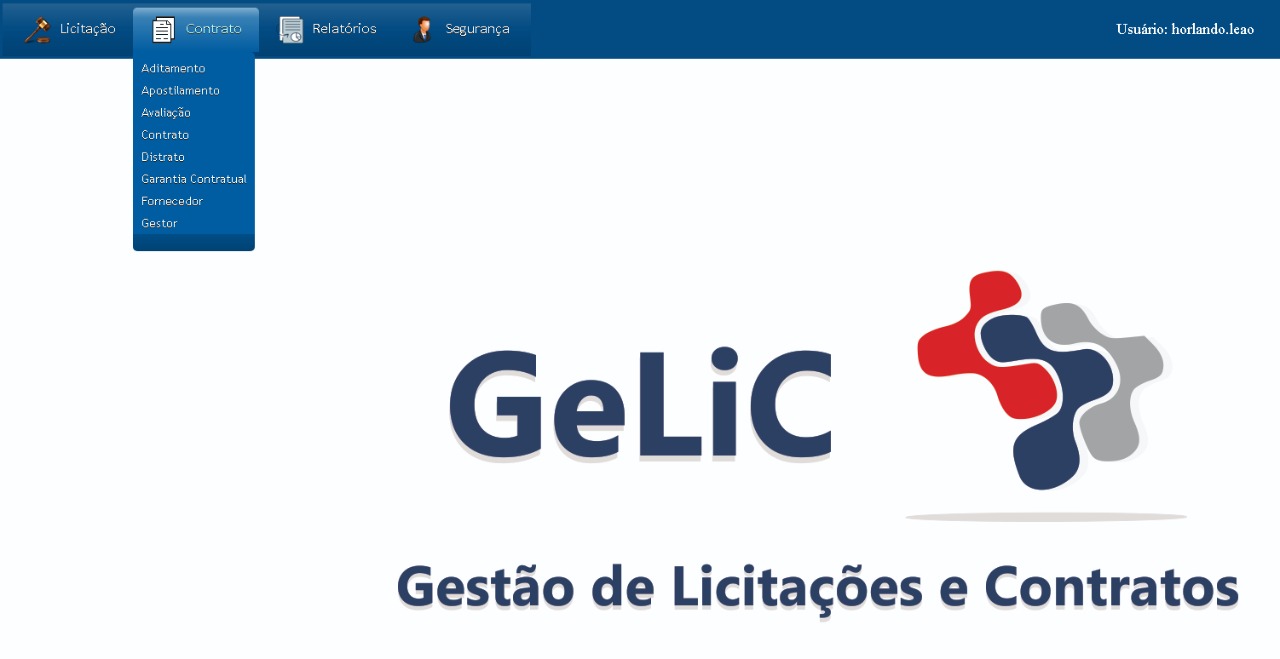 Licitação
Contrato
Relatórios
Segurança
Usuário: horlando.leao
Aditamento
Apostilamento
Avaliação
Contrato
Distrato
Garantia Contratual
Fornecedor
Gestor
GeLiC
Gestão de Licitações e Contratos